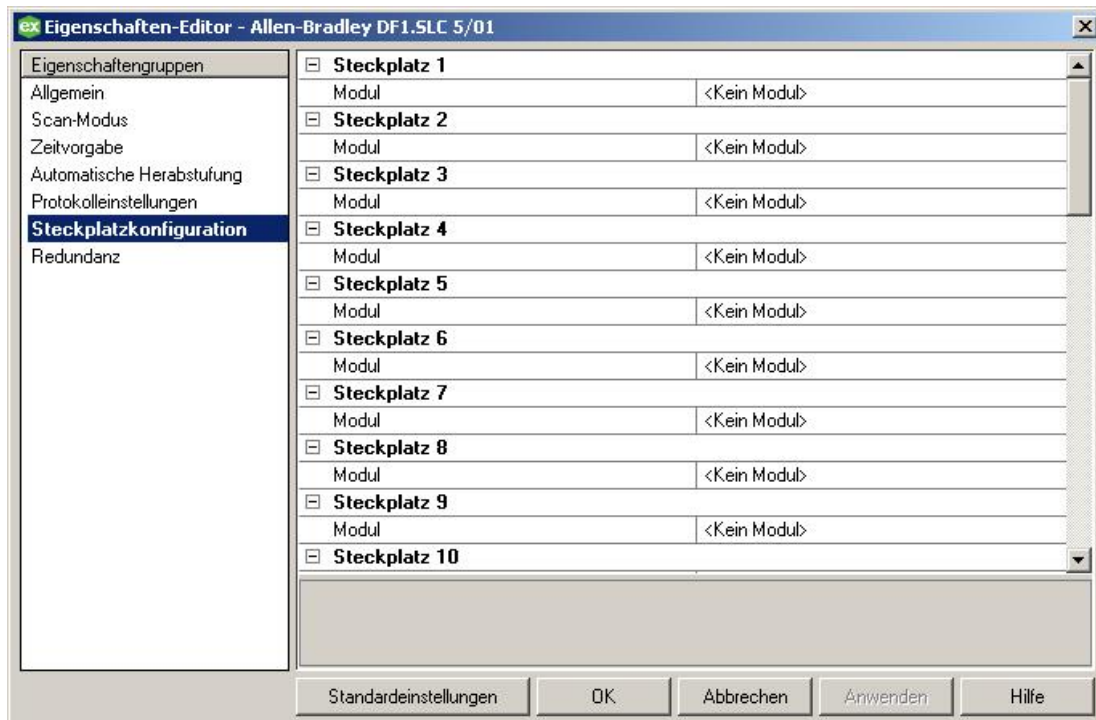 ex Eigenschaften-Editor - Allen-Bradley DF1.SLC 5/01
Eigenschaftengruppen
Allgemein
Scan-Modus
Zeitvorgabe
Automatische Herabstufung
Protokolleinstellungen
Steckplatzkonfiguration
Redundanz
Steckplatz 1
Modul <Kein Modul>
Steckplatz 2
Modul <Kein Modul>
Steckplatz 3
Modul <Kein Modul>
Steckplatz 4
Modul <Kein Modul>
Steckplatz 5
Modul <Kein Modul>
Steckplatz 6
Modul <Kein Modul>
Steckplatz 7
Modul <Kein Modul>
Steckplatz 8
Modul <Kein Modul>
Steckplatz 9
Modul <Kein Modul>
Steckplatz 10
Standardeinstellungen OK Abbrechen Anwenden Hilfe